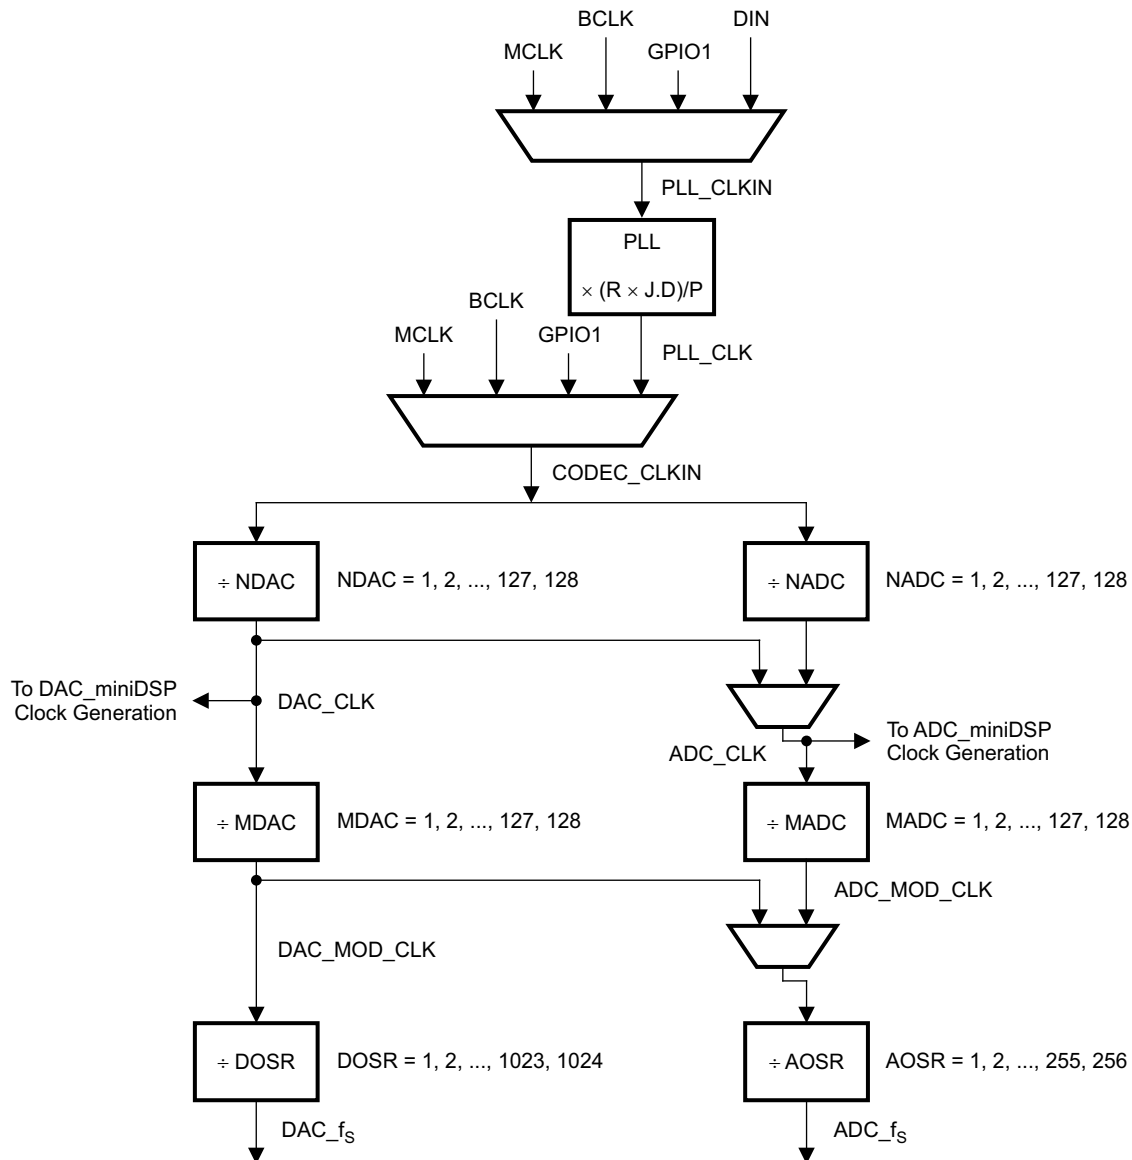 BCLK
DIN
MCLK
GPIO1
PLL_CLKIN
PLL
× (R × J.D)/P
BCLK
MCLK
GPIO1
PLL_CLK
CODEC_CLKIN
÷ NDAC
NDAC = 1, 2, ..., 127, 128
÷ NADC
NADC = 1, 2, ..., 127, 128
To DAC_miniDSP
Clock Generation
DAC_CLK
ADC_CLK
To ADC_miniDSP
Clock Generation
÷ MDAC
MDAC = 1, 2, ..., 127, 128
÷ MADC
MADC = 1, 2, ..., 127, 128
ADC_MOD_CLK
DAC_MOD_CLK
÷ DOSR
DOSR = 1, 2, ..., 1023, 1024
÷ AOSR
AOSR = 1, 2, ..., 255, 256
DAC_fS
ADC_fS